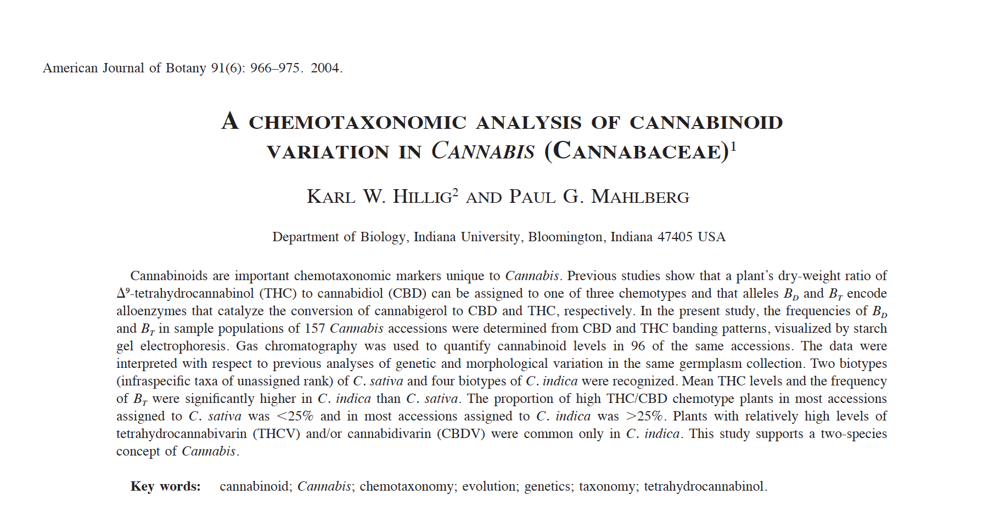 American Journal of Botany 91(6): 966–975. 2004.
A CHEMOTAXONOMIC ANALYSIS OF CANNABINOID
VARIATION IN CANNABIS (CANNABACEAE)¹
KARL W. HILLIG² AND PAUL G. MAHLBERG
Department of Biology, Indiana University, Bloomington, Indiana 47405 USA
Cannabinoids are important chemotaxonomic markers unique to Cannabis. Previous studies show that a plant's dry-weight ratio of
Δ⁹-tetrahydrocannabinol (THC) to cannabidiol (CBD) can be assigned to one of three chemotypes and that alleles B_D and B_T encode
alloenzymes that catalyze the conversion of cannabigerol to CBD and THC, respectively. In the present study, the frequencies of B_D
and B_T in sample populations of 157 Cannabis accessions were determined from CBD and THC banding patterns, visualized by starch
gel electrophoresis. Gas chromatography was used to quantify cannabinoid levels in 96 of the same accessions. The data were
interpreted with respect to previous analyses of genetic and morphological variation in the same germplasm collection. Two biotypes
(infraspecific taxa of unassigned rank) of C. sativa and four biotypes of C. indica were recognized. Mean THC levels and the frequency
of B_T were significantly higher in C. indica than C. sativa. The proportion of high THC/CBD chemotype plants in most accessions
assigned to C. sativa was <25% and in most accessions assigned to C. indica was >25%. Plants with relatively high levels of
tetrahydrocannabivarin (THCV) and/or cannabidivarin (CBDV) were common only in C. indica. This study supports a two-species
concept of Cannabis.
Key words: cannabinoid; Cannabis; chemotaxonomy; evolution; genetics; taxonomy; tetrahydrocannabinol.